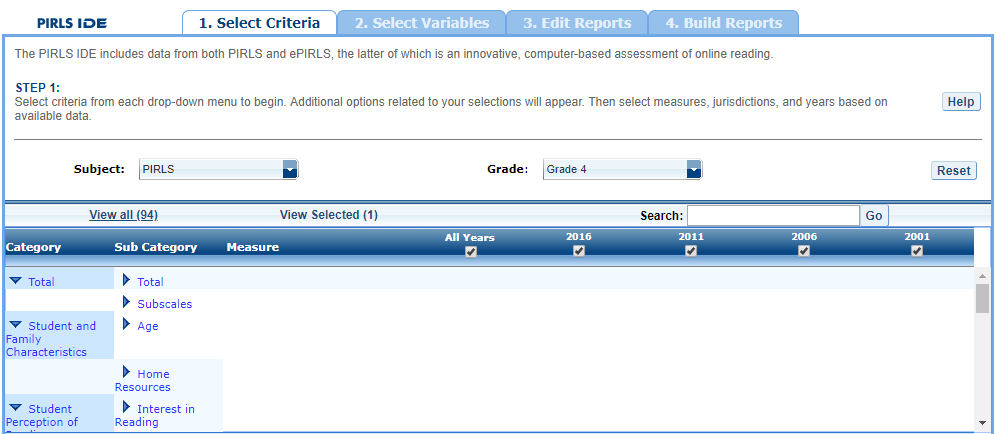 PIRLS IDE
1. Select Criteria
2. Select Variables
3. Edit Reports
4. Build Reports
The PIRLS IDE includes data from both PIRLS and ePIRLS, the latter of which is an innovative, computer-based assessment of online reading.
STEP 1:
Select criteria from each drop-down menu to begin. Additional options related to your selections will appear. Then select measures, jurisdictions, and years based on
available data.
Help
Subject: PIRLS
Grade: Grade 4
Reset
View all (94)
View Selected (1)
Search:
Go
Category Sub Category Measure All Years 2016 2011 2006 2001
Total
Total
Subscales
Student and
Family
Characteristics
Age
Home
Resources
Student
Perception of
Interest in
Reading